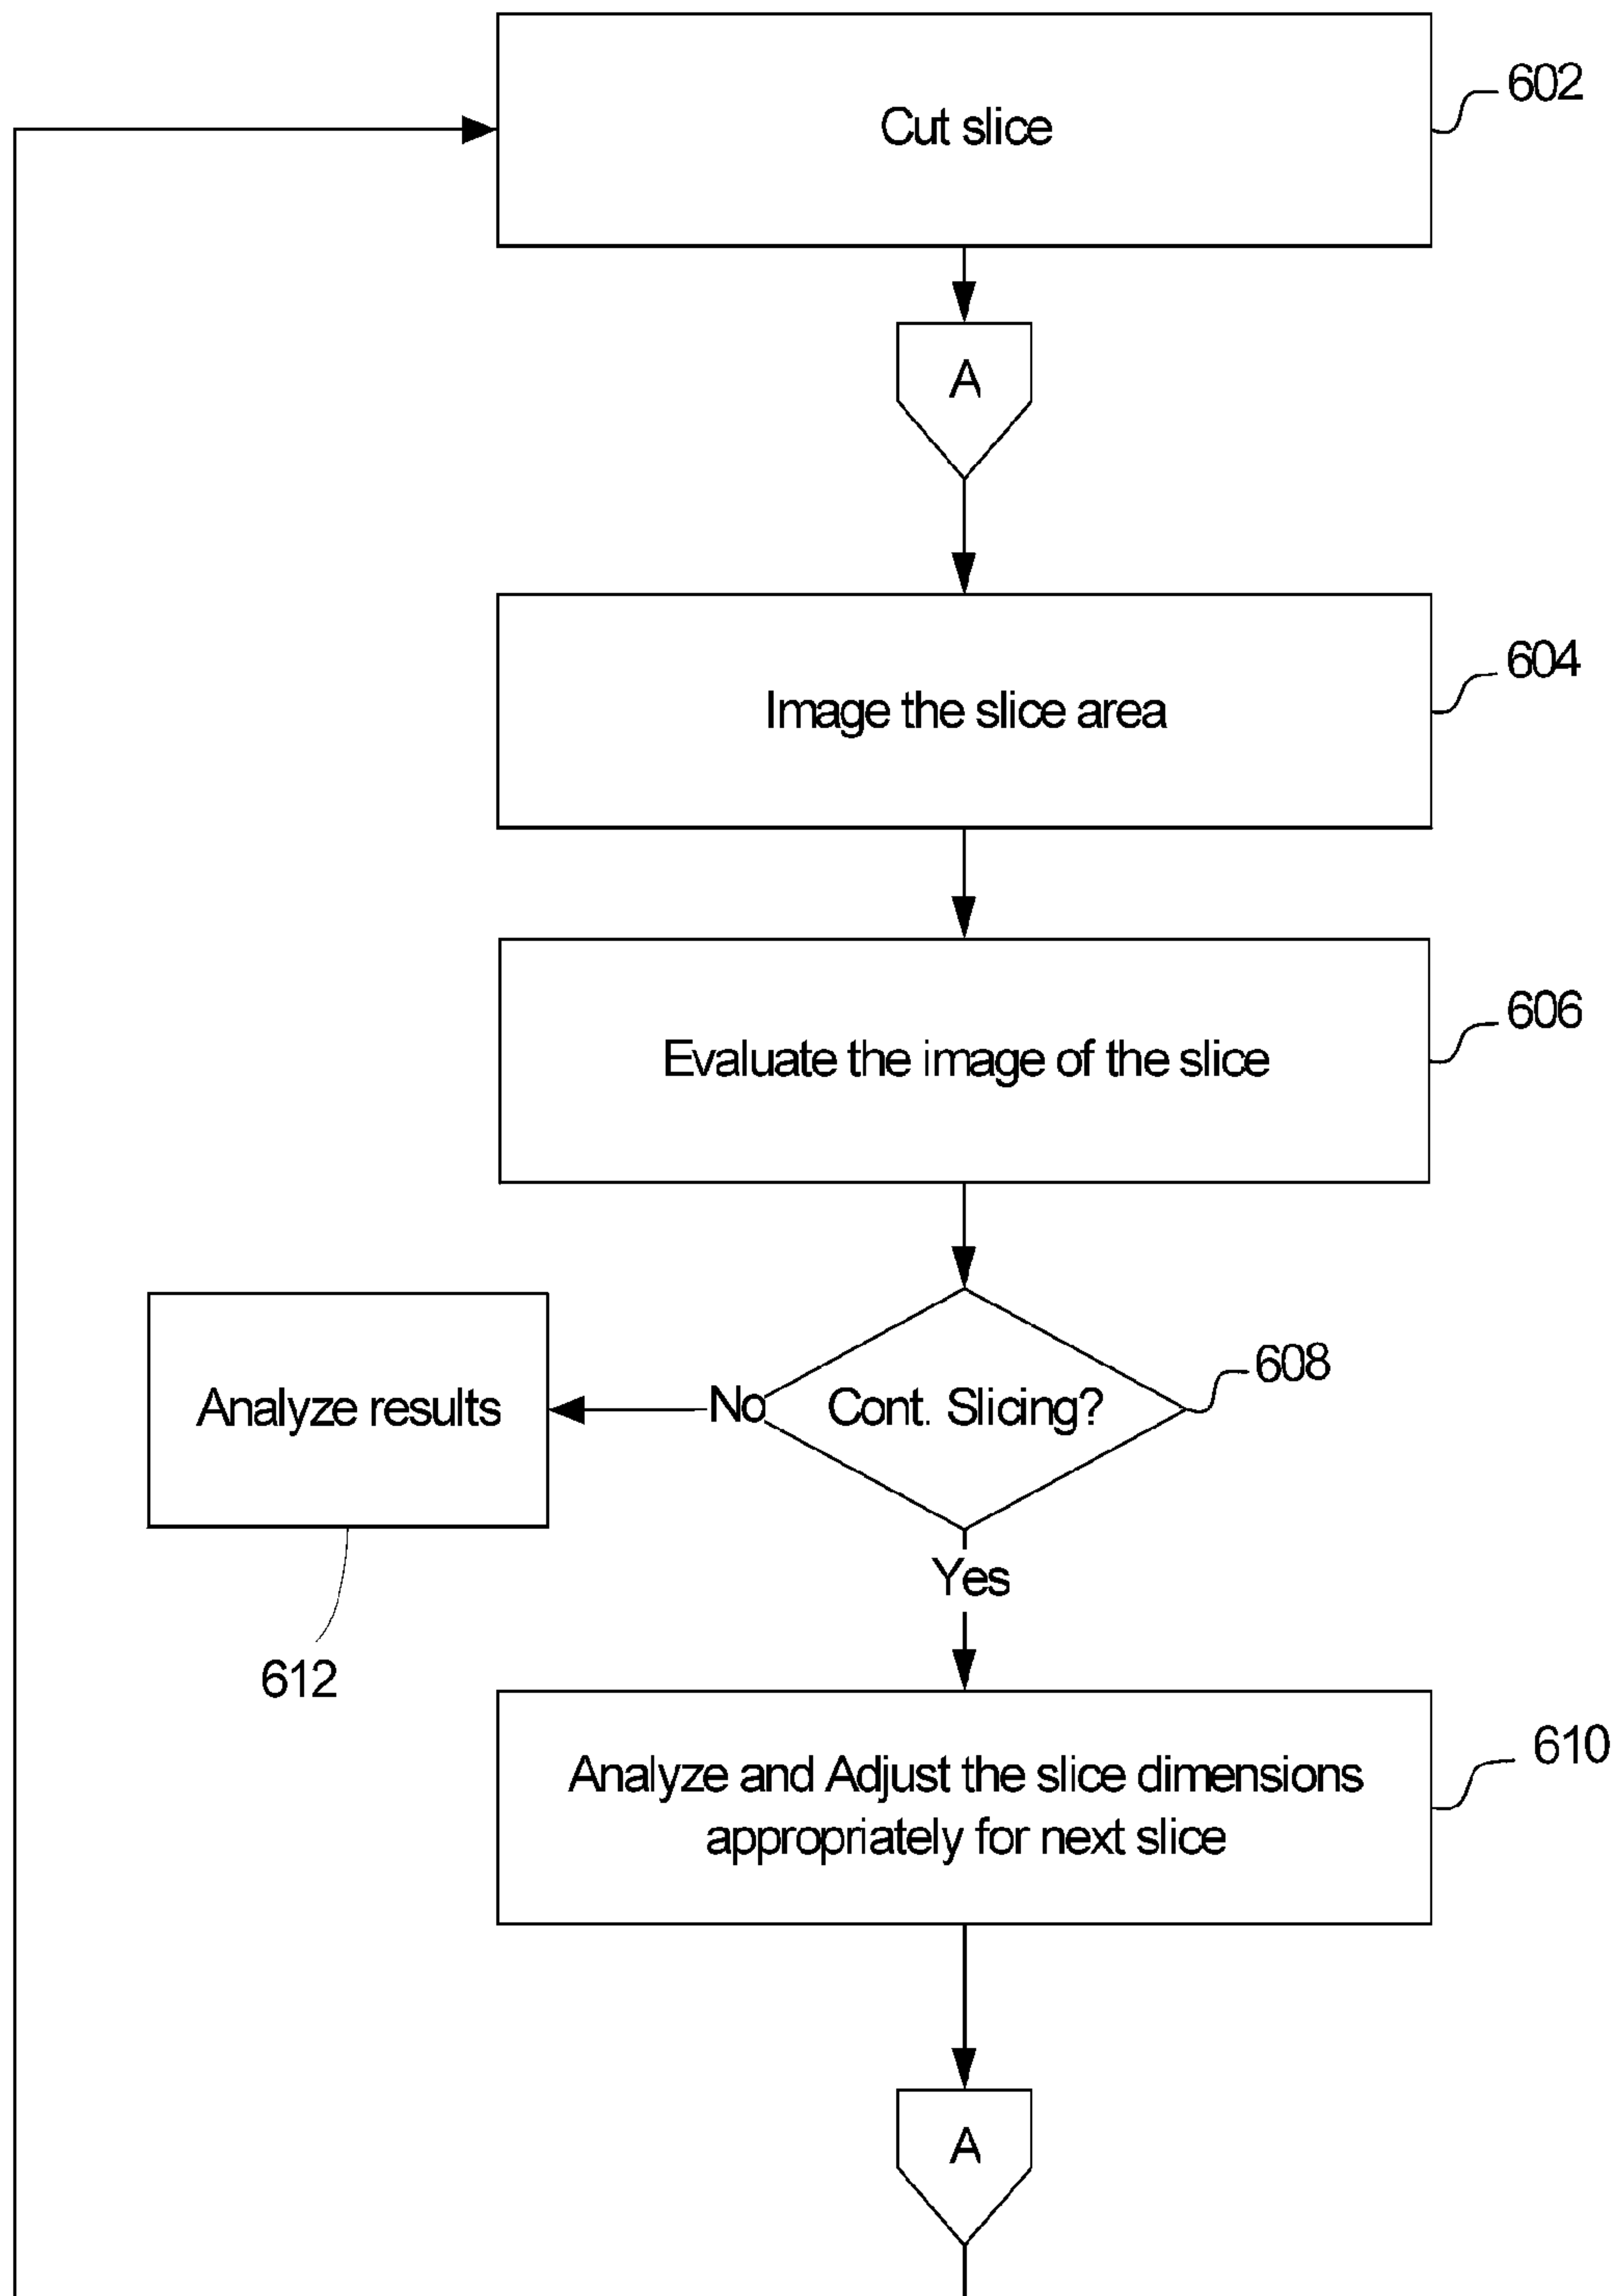 Cut slice
602
A
Image the slice area
604
Evaluate the image of the slice
606
Analyze results
No
Cont. Slicing?
608
Yes
612
Analyze and Adjust the slice dimensions
appropriately for next slice
610
A